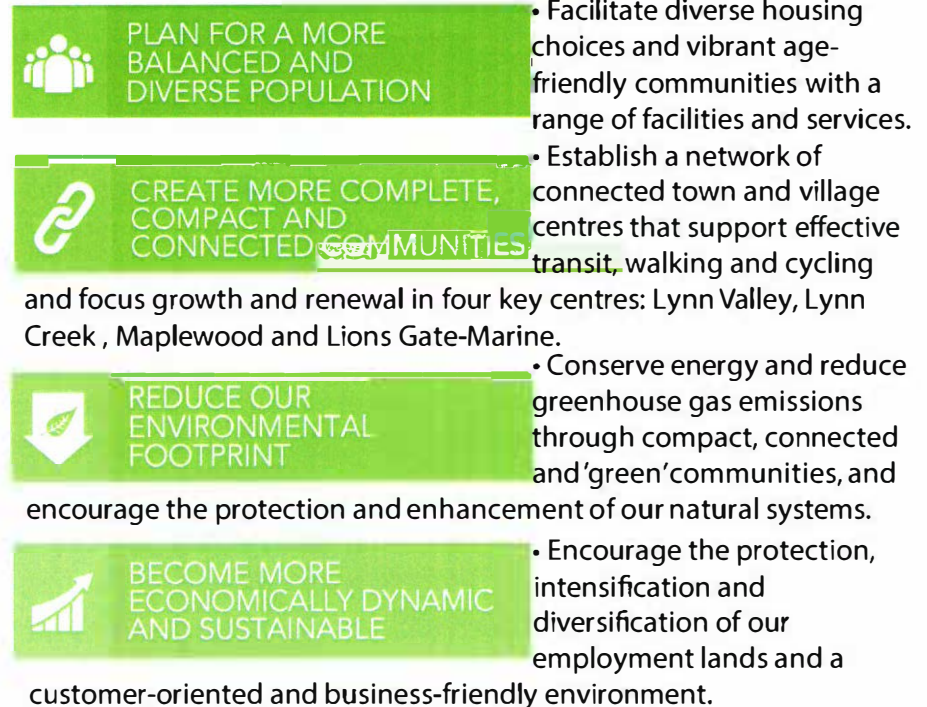 PLAN FOR A MORE
BALANCED AND
DIVERSE POPULATION
• Facilitate diverse housing
choices and vibrant age-
friendly communities with a
range of facilities and services.
CREATE MORE COMPLETE,
COMPACT AND
CONNECTED COMMUNITIES
• Establish a network of
connected town and village
centres that support effective
transit, walking and cycling
and focus growth and renewal in four key centres: Lynn Valley, Lynn
Creek , Maplewood and Lions Gate-Marine.
REDUCE OUR
ENVIRONMENTAL
FOOTPRINT
• Conserve energy and reduce
greenhouse gas emissions
through compact, connected
and 'green' communities, and
encourage the protection and enhancement of our natural systems.
BECOME MORE
ECONOMICALLY DYNAMIC
AND SUSTAINABLE
• Encourage the protection,
intensification and
diversification of our
employment lands and a
customer-oriented and business-friendly environment.